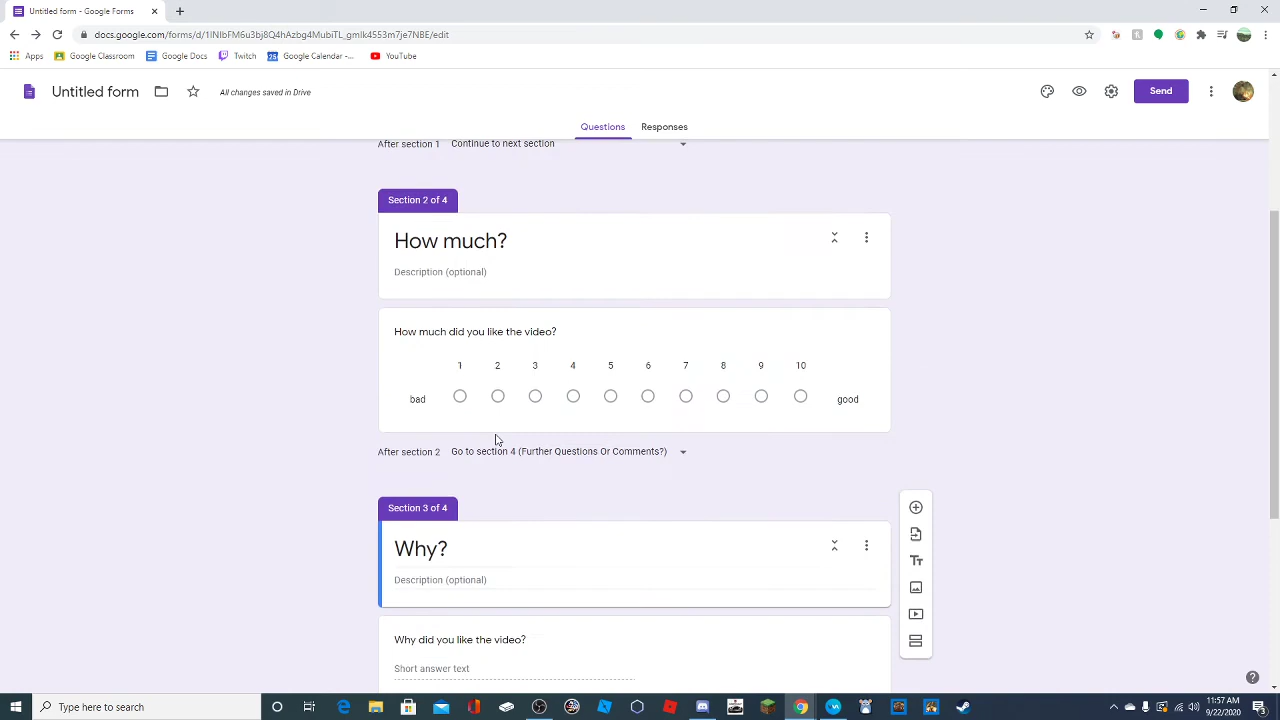 Untitled form - Google Forms
docs.google.com/forms/d/1INIbFM6u3bj8Q4hAzbg4MubiTL_gmIk4553m7je7NBE/edit
Apps Google Classroom Google Docs Twitch Google Calendar -... YouTube
Untitled form All changes saved in Drive Send
Questions Responses
After section 1 Continue to next section
Section 2 of 4
How much?
Description (optional)
How much did you like the video?
1 2 3 4 5 6 7 8 9 10
bad good
After section 2 Go to section 4 (Further Questions Or Comments?)
Section 3 of 4
Why?
Description (optional)
Why did you like the video?
Short answer text
Type here to search
11:57 AM
9/22/2020